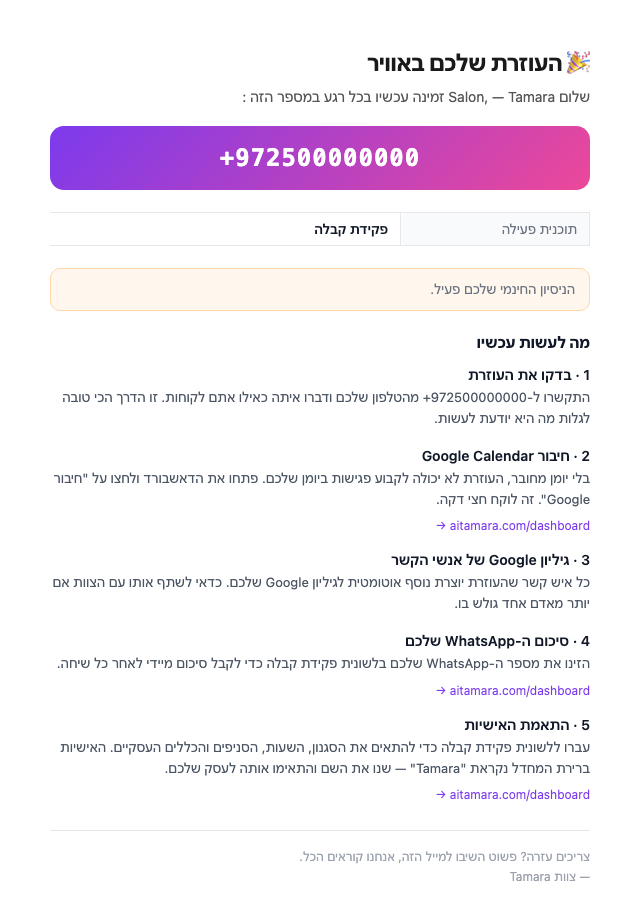 🎉 העוזרת שלכם באוויר
שלום Salon, — Tamara זמינה עכשיו בכל רגע במספר הזה :
+972500000000
תוכנית פעילה
פקידת קבלה
הניסיון החינמי שלכם פעיל.
מה לעשות עכשיו
1 · בדקו את העוזרת
התקשרו ל-972500000000+ מהטלפון שלכם ודברו איתה כאילו אתם לקוחות. זו הדרך הכי טובה
לגלות מה היא יודעת לעשות.
2 · חיבור Google Calendar
בלי יומן מחובר, העוזרת לא יכולה לקבוע פגישות ביומן שלכם. פתחו את הדאשבורד ולחצו על "חיבור
Google". זה לוקח חצי דקה.
aitamara.com/dashboard →
3 · גיליון Google של אנשי הקשר
כל איש קשר שהעוזרת יוצרת נוסף אוטומטית לגיליון Google שלכם. כדאי לשתף אותו עם הצוות אם
יותר מאדם אחד גולש בו.
4 · סיכום ה-WhatsApp שלכם
הזינו את מספר ה-WhatsApp שלכם בלשונית פקידת קבלה כדי לקבל סיכום מיידי לאחר כל שיחה.
aitamara.com/dashboard →
5 · התאמת האישיות
עברו ללשונית פקידת קבלה כדי להתאים את הסגנון, השעות, הסניפים והכללים העסקיים. האישיות
ברירת המחדל נקראת "Tamara" — שנו את השם והתאימו אותה לעסק שלכם.
aitamara.com/dashboard →
צריכים עזרה? פשוט השיבו למייל הזה, אנחנו קוראים הכל.
— צוות Tamara